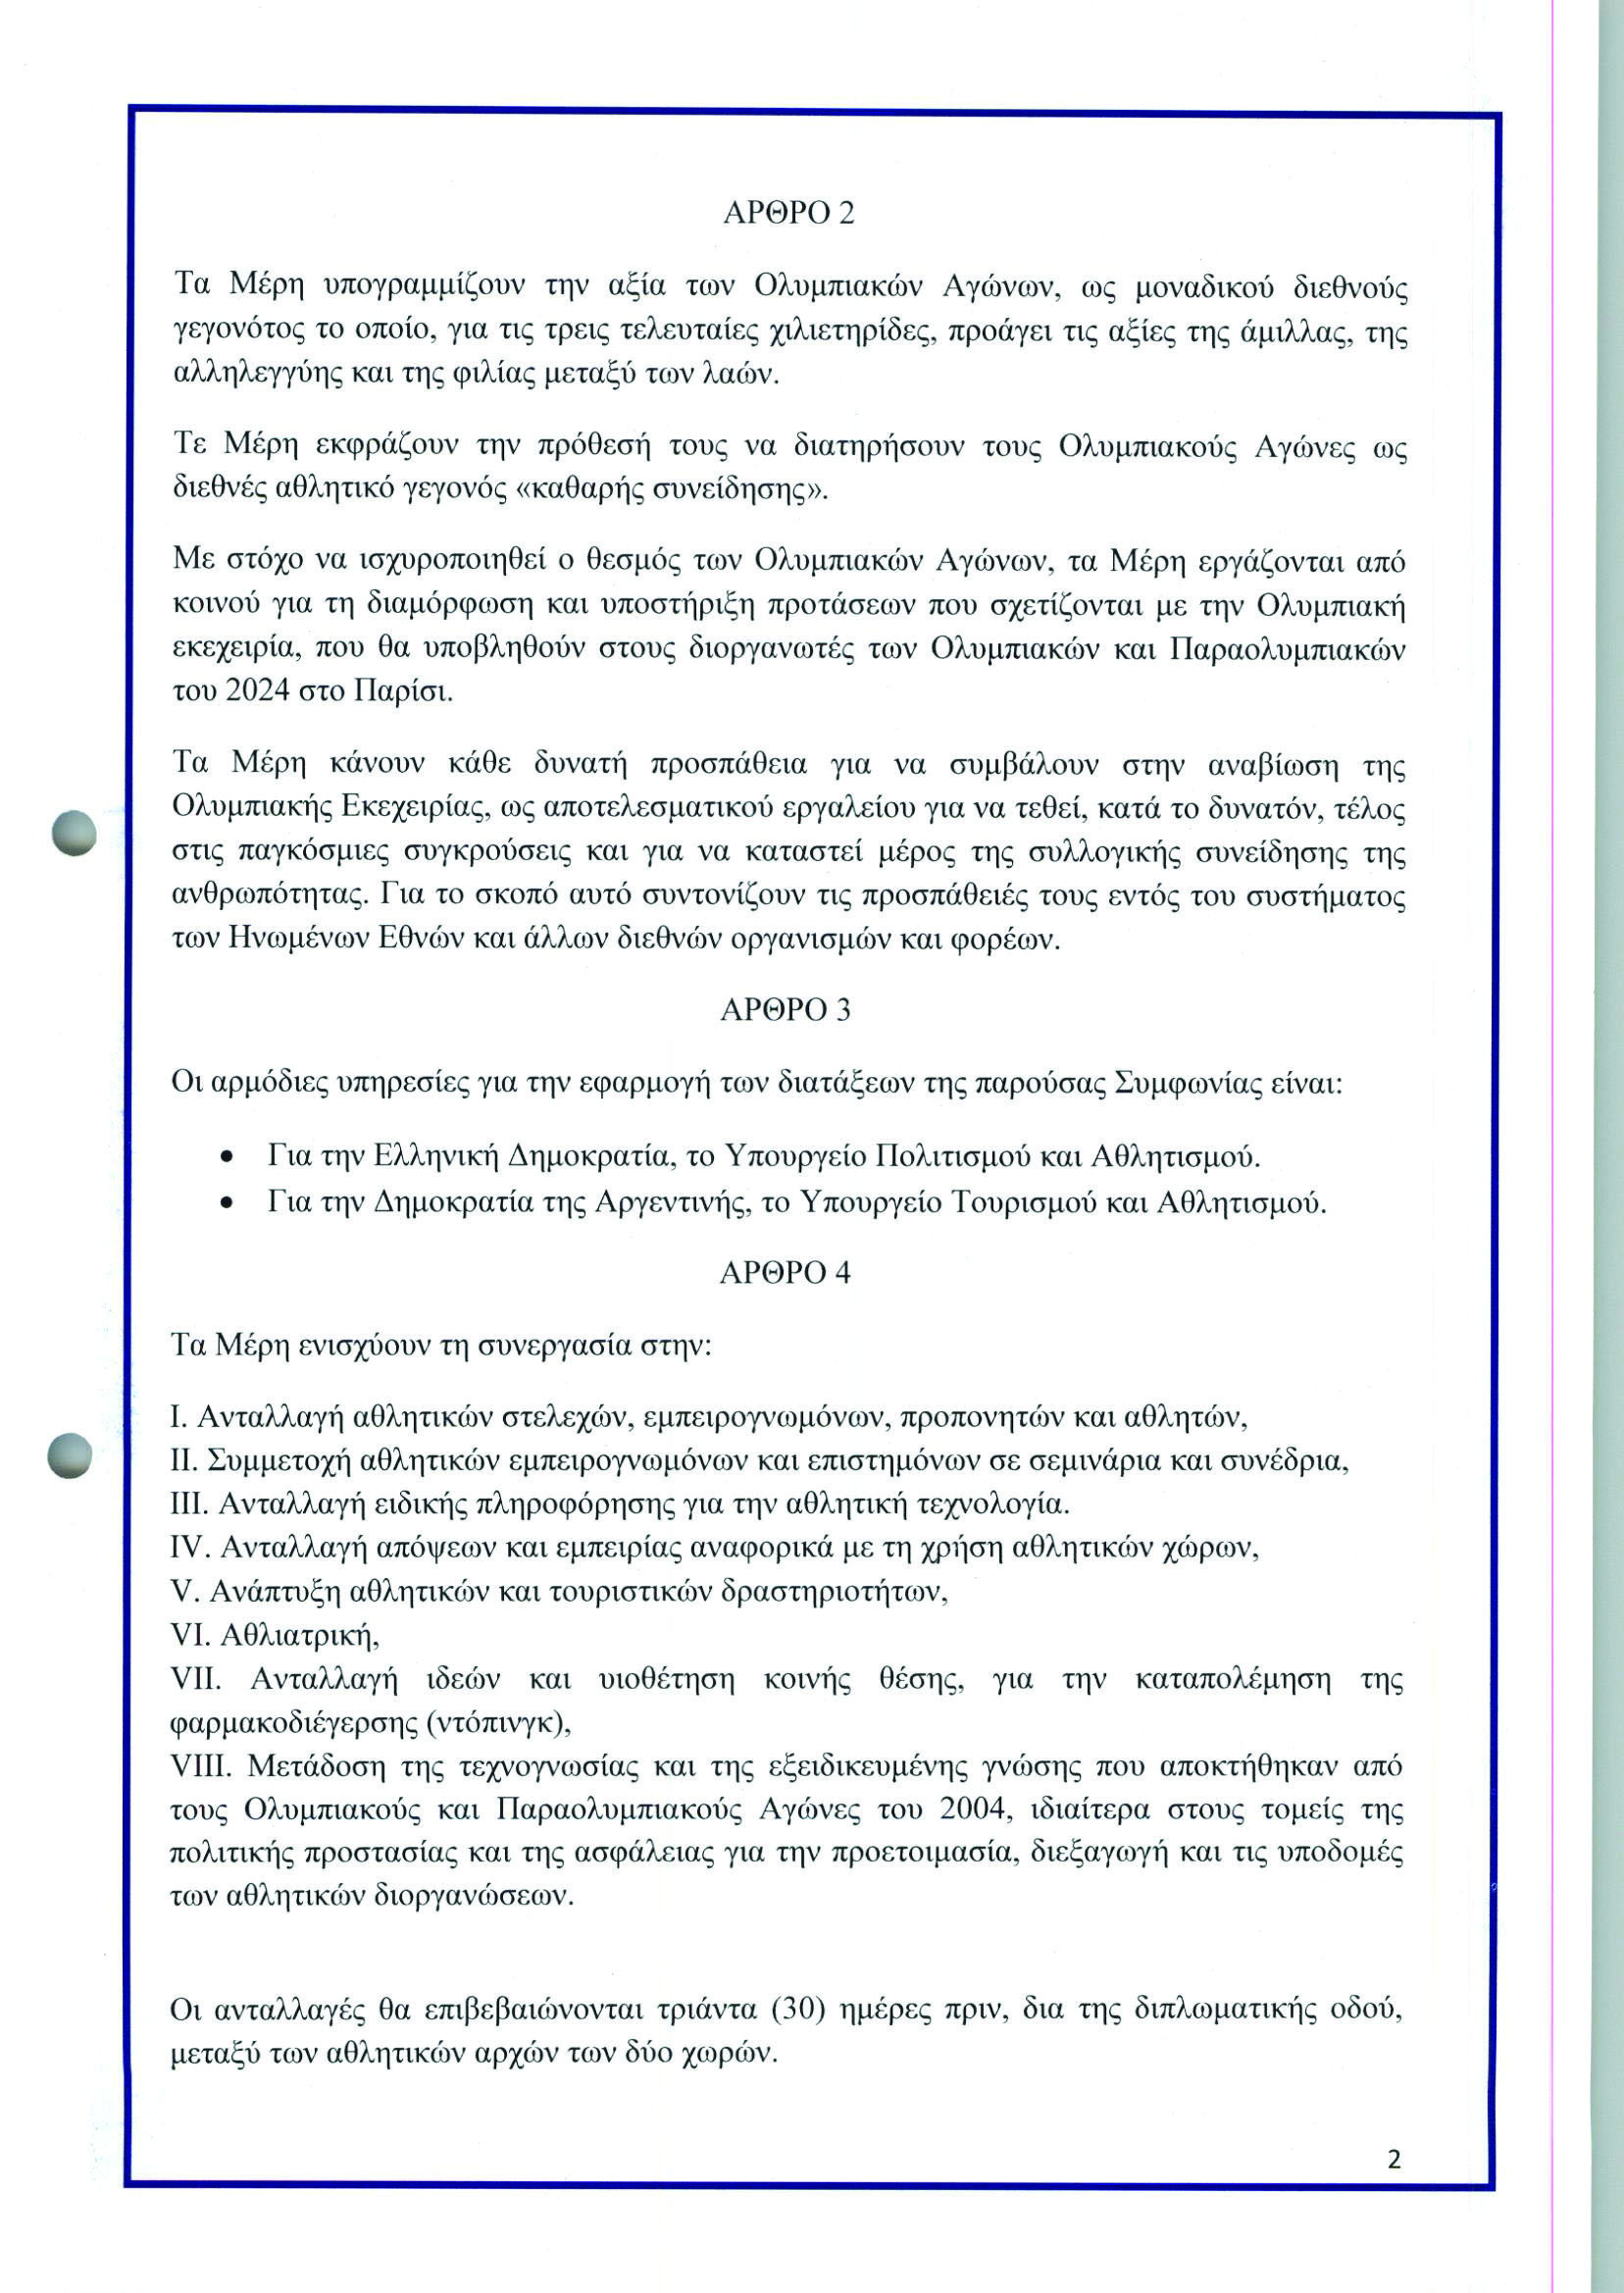 ΑΡΘΡΟ 2
Τα Μέρη υπογραμμίζουν την αξία των Ολυμπιακών Αγώνων, ως μοναδικού διεθνούς
γεγονότος το οποίο, για τις τρεις τελευταίες χιλιετηρίδες, προάγει τις αξίες της άμιλλας, της
αλληλεγγύης και της φιλίας μεταξύ των λαών.
Τε Μέρη εκφράζουν την πρόθεσή τους να διατηρήσουν τους Ολυμπιακούς Αγώνες ως
διεθνές αθλητικό γεγονός «καθαρής συνείδησης».
Με στόχο να ισχυροποιηθεί ο θεσμός των Ολυμπιακών Αγώνων, τα Μέρη εργάζονται από
κοινού για τη διαμόρφωση και υποστήριξη προτάσεων που σχετίζονται με την Ολυμπιακή
εκεχειρία, που θα υποβληθούν στους διοργανωτές των Ολυμπιακών και Παραολυμπιακών
του 2024 στο Παρίσι.
Τα Μέρη κάνουν κάθε δυνατή προσπάθεια για να συμβάλουν στην αναβίωση της
Ολυμπιακής Εκεχειρίας, ως αποτελεσματικού εργαλείου για να τεθεί, κατά το δυνατόν, τέλος
στις παγκόσμιες συγκρούσεις και για να καταστεί μέρος της συλλογικής συνείδησης της
ανθρωπότητας. Για το σκοπό αυτό συντονίζουν τις προσπάθειές τους εντός του συστήματος
των Ηνωμένων Εθνών και άλλων διεθνών οργανισμών και φορέων.
ΑΡΘΡΟ 3
Οι αρμόδιες υπηρεσίες για την εφαρμογή των διατάξεων της παρούσας Συμφωνίας είναι:
• Για την Ελληνική Δημοκρατία, το Υπουργείο Πολιτισμού και Αθλητισμού.
• Για την Δημοκρατία της Αργεντινής, το Υπουργείο Τουρισμού και Αθλητισμού.
ΑΡΘΡΟ 4
Τα Μέρη ενισχύουν τη συνεργασία στην:
I. Ανταλλαγή αθλητικών στελεχών, εμπειρογνωμόνων, προπονητών και αθλητών,
II. Συμμετοχή αθλητικών εμπειρογνωμόνων και επιστημόνων σε σεμινάρια και συνέδρια,
III. Ανταλλαγή ειδικής πληροφόρησης για την αθλητική τεχνολογία.
IV. Ανταλλαγή απόψεων και εμπειρίας αναφορικά με τη χρήση αθλητικών χώρων,
V. Ανάπτυξη αθλητικών και τουριστικών δραστηριοτήτων,
VI. Αθλιατρική,
VII. Ανταλλαγή ιδεών και υιοθέτηση κοινής θέσης, για την καταπολέμηση της
φαρμακοδιέγερσης (ντόπινγκ),
VIII. Μετάδοση της τεχνογνωσίας και της εξειδικευμένης γνώσης που αποκτήθηκαν από
τους Ολυμπιακούς και Παραολυμπιακούς Αγώνες του 2004, ιδιαίτερα στους τομείς της
πολιτικής προστασίας και της ασφάλειας για την προετοιμασία, διεξαγωγή και τις υποδομές
των αθλητικών διοργανώσεων.
Οι ανταλλαγές θα επιβεβαιώνονται τριάντα (30) ημέρες πριν, δια της διπλωματικής οδού,
μεταξύ των αθλητικών αρχών των δύο χωρών.
2